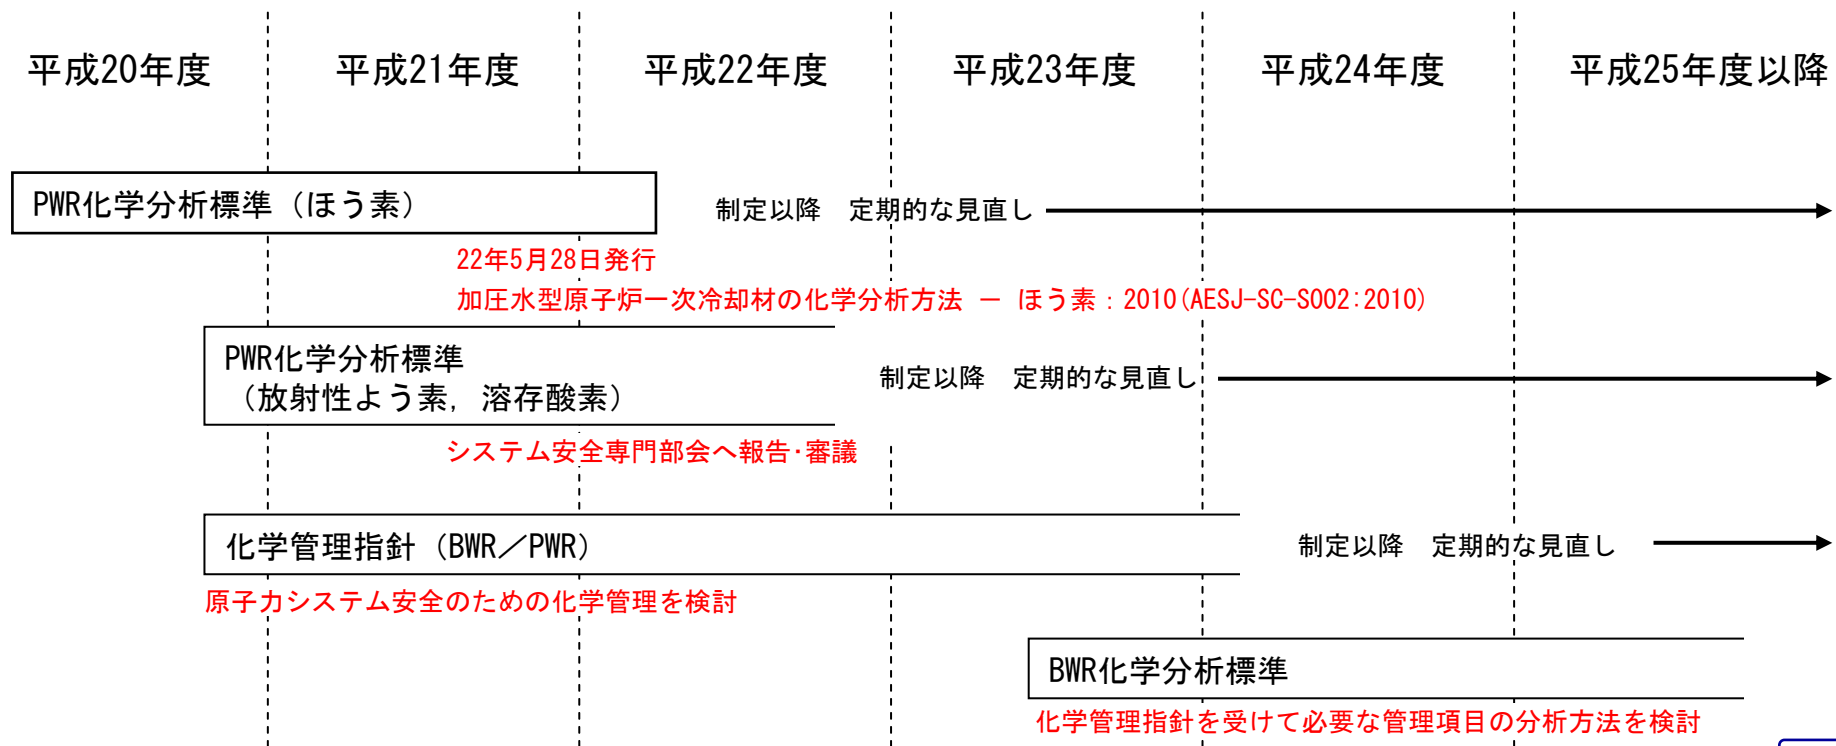 平成20年度　平成21年度　平成22年度　平成23年度　平成24年度　平成25年度以降
PWR化学分析標準（ほう素）
制定以降　定期的な見直し
22年5月28日発行
加圧水型原子炉一次冷却材の化学分析方法 － ほう素：2010(AESJ-SC-S002:2010)
PWR化学分析標準
（放射性よう素，溶存酸素）
制定以降　定期的な見直し
システム安全専門部会へ報告･審議
化学管理指針（BWR／PWR）
制定以降　定期的な見直し
原子力システム安全のための化学管理を検討
BWR化学分析標準
化学管理指針を受けて必要な管理項目の分析方法を検討